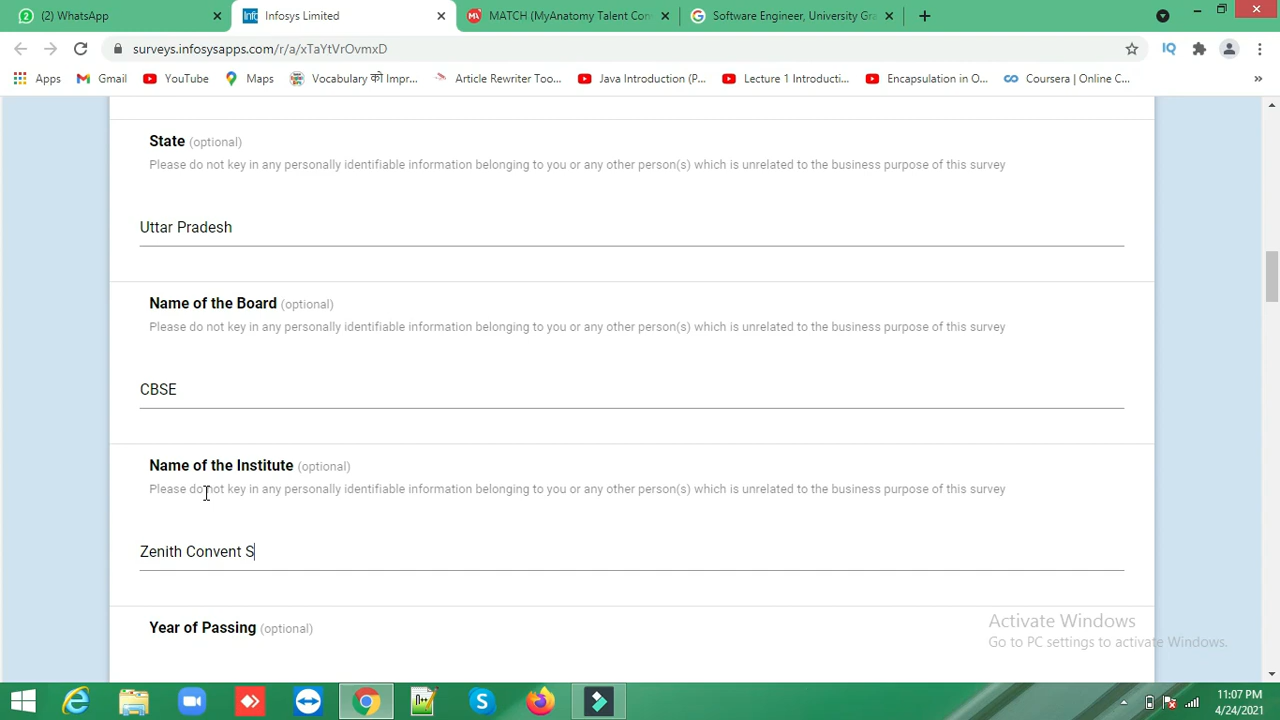 (2) WhatsApp
Infosys Limited
MATCH (MyAnatomy Talent Con
Software Engineer, University Gra
surveys.infosysapps.com/r/a/xTaYtVrOvmxD
IQ
Apps
Gmail
YouTube
Maps
Vocabulary को Impr...
Article Rewriter Too...
Java Introduction (P...
Lecture 1 Introducti...
Encapsulation in O...
Coursera | Online C...
State (optional)
Please do not key in any personally identifiable information belonging to you or any other person(s) which is unrelated to the business purpose of this survey
Uttar Pradesh
Name of the Board (optional)
Please do not key in any personally identifiable information belonging to you or any other person(s) which is unrelated to the business purpose of this survey
CBSE
Name of the Institute (optional)
Please do not key in any personally identifiable information belonging to you or any other person(s) which is unrelated to the business purpose of this survey
Zenith Convent S
Year of Passing (optional)
Activate Windows
Go to PC settings to activate Windows.
11:07 PM
4/24/2021